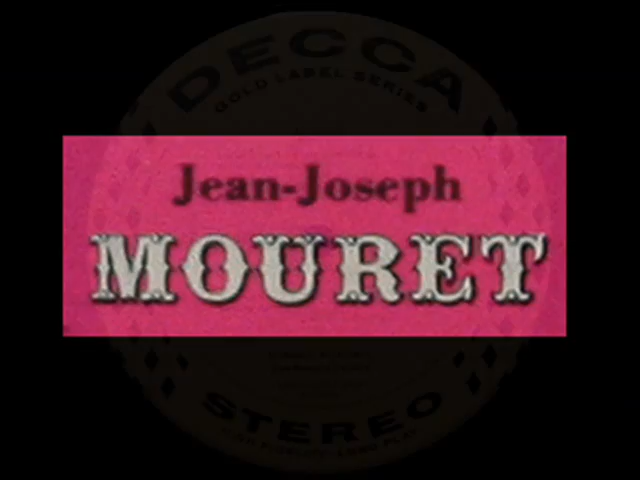 DECCA
GOLD LABEL SERIES
Jean-Joseph
MOURET
STEREO